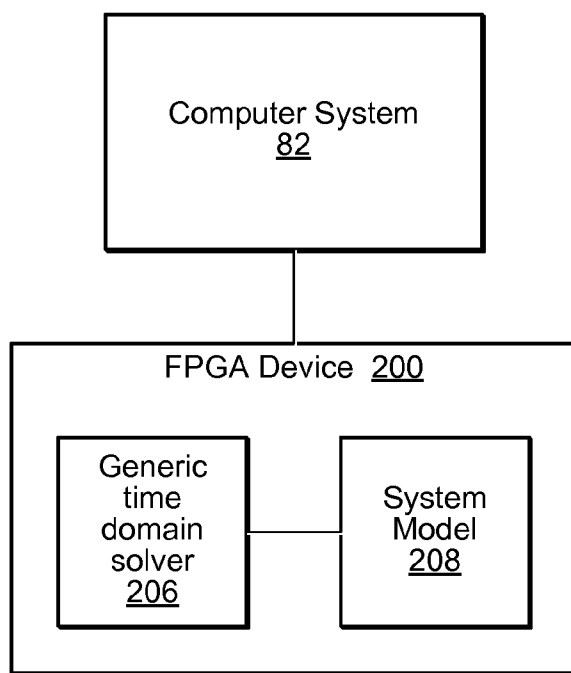 Computer System
82
FPGA Device 200
Generic
time
domain
solver
206
System
Model
208